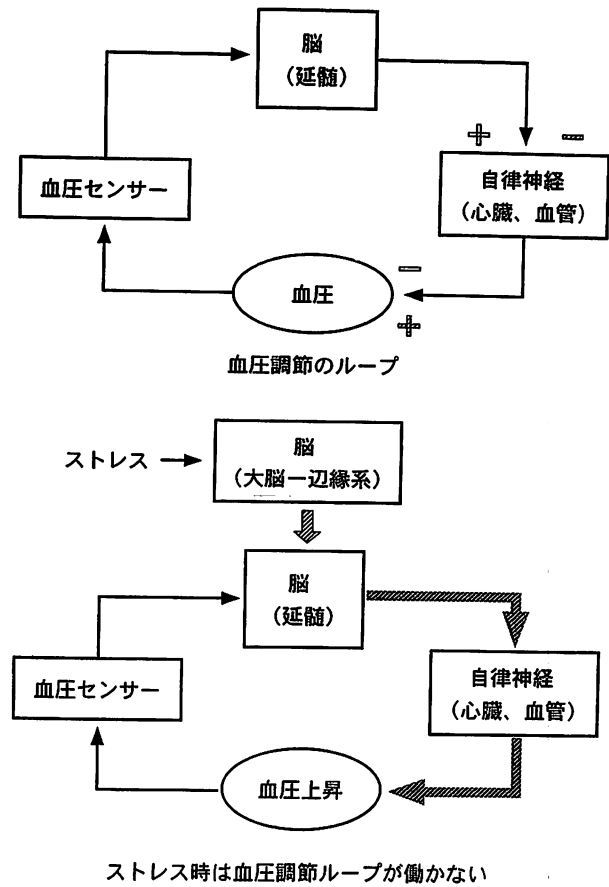 脳
（延髄）
＋ −
血圧センサー
自律神経
（心臓、血管）
−
血圧
＋
血圧調節のループ
ストレス
脳
（大脳ー辺縁系）
脳
（延髄）
血圧センサー
自律神経
（心臓、血管）
血圧上昇
ストレス時は血圧調節ループが働かない